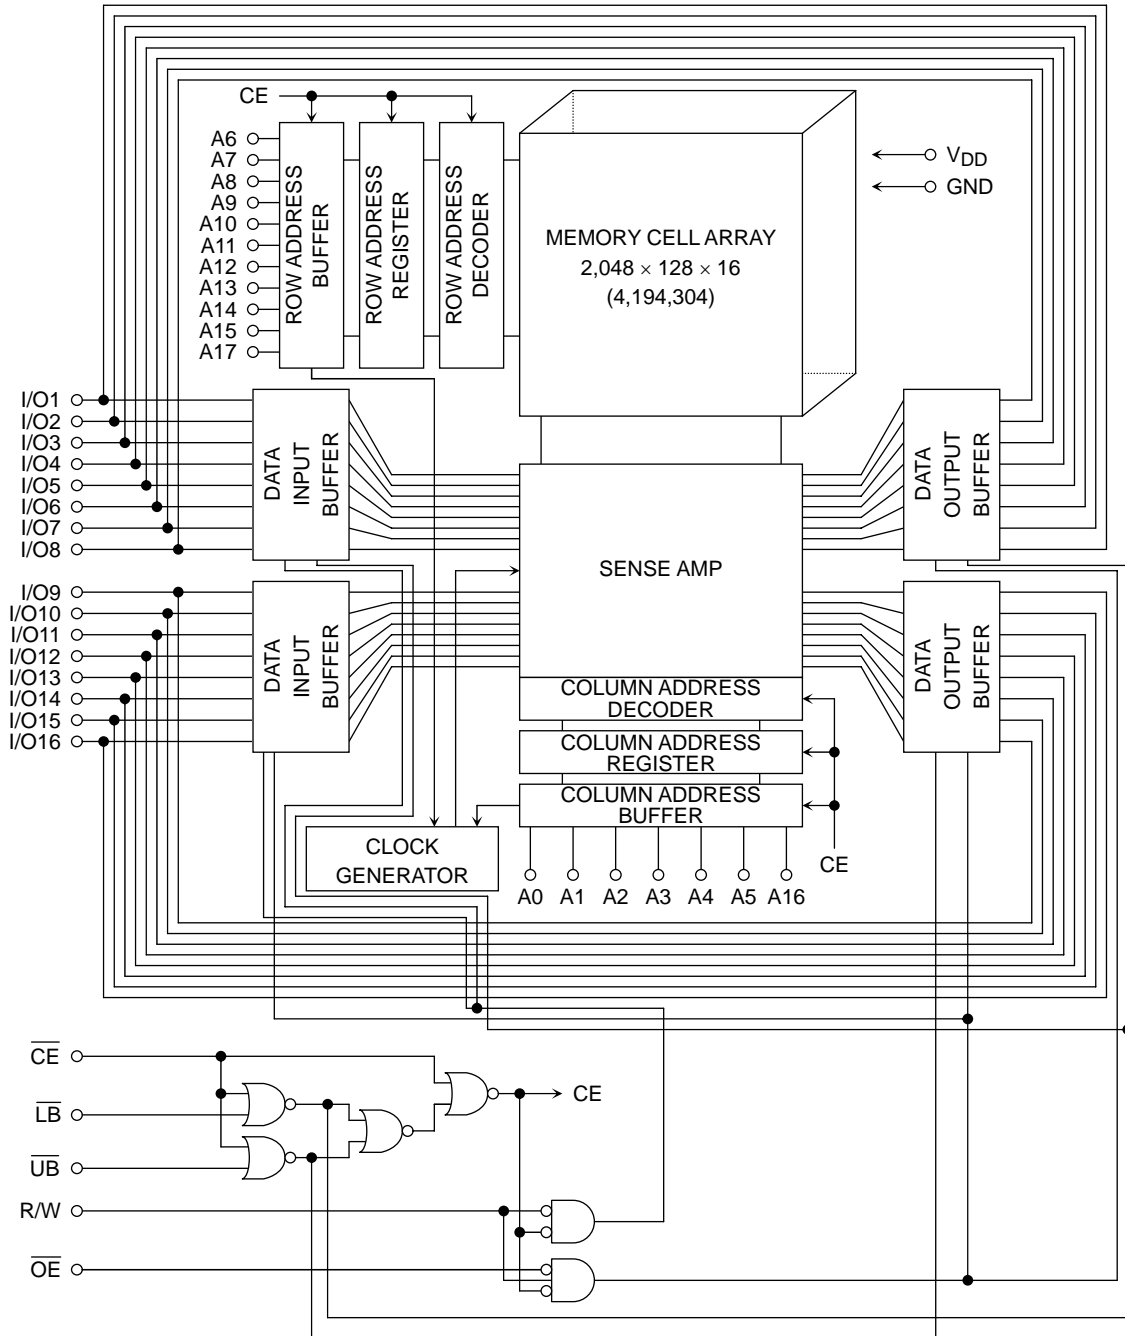 CE
A6
A7
A8
A9
A10
A11
A12
A13
A14
A15
A17
ROW ADDRESS
BUFFER
ROW ADDRESS
REGISTER
ROW ADDRESS
DECODER
MEMORY CELL ARRAY
2,048 × 128 × 16
(4,194,304)
VDD
GND
I/O1
I/O2
I/O3
I/O4
I/O5
I/O6
I/O7
I/O8
DATA
INPUT
BUFFER
SENSE AMP
DATA
OUTPUT
BUFFER
I/O9
I/O10
I/O11
I/O12
I/O13
I/O14
I/O15
I/O16
DATA
INPUT
BUFFER
DATA
OUTPUT
BUFFER
COLUMN ADDRESS
DECODER
COLUMN ADDRESS
REGISTER
COLUMN ADDRESS
BUFFER
CLOCK
GENERATOR
CE
A0
A1
A2
A3
A4
A5
A16
C̅E̅
CE
L̅B̅
U̅B̅
R/W
O̅E̅